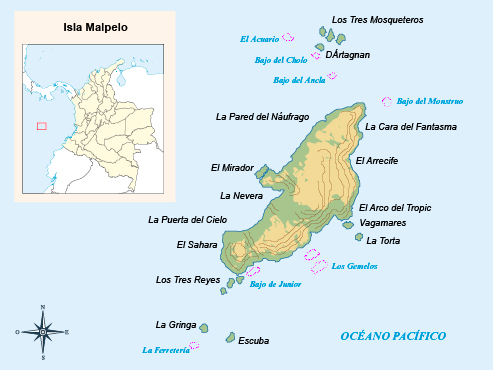 Isla Malpelo
Los Tres Mosqueteros
El Acuario
DÁrtagnan
Bajo del Cholo
Bajo del Ancla
Bajo del Monstruo
La Pared del Náufrago
La Cara del Fantasma
El Arrecife
El Mirador
La Nevera
El Arco del Tropic
La Puerta del Cielo
Vagamares
La Torta
El Sahara
Los Gemelos
Los Tres Reyes
Bajo de Junior
La Gringa
Escuba
La Ferretería
OCÉANO PACÍFICO
N
O
E
S